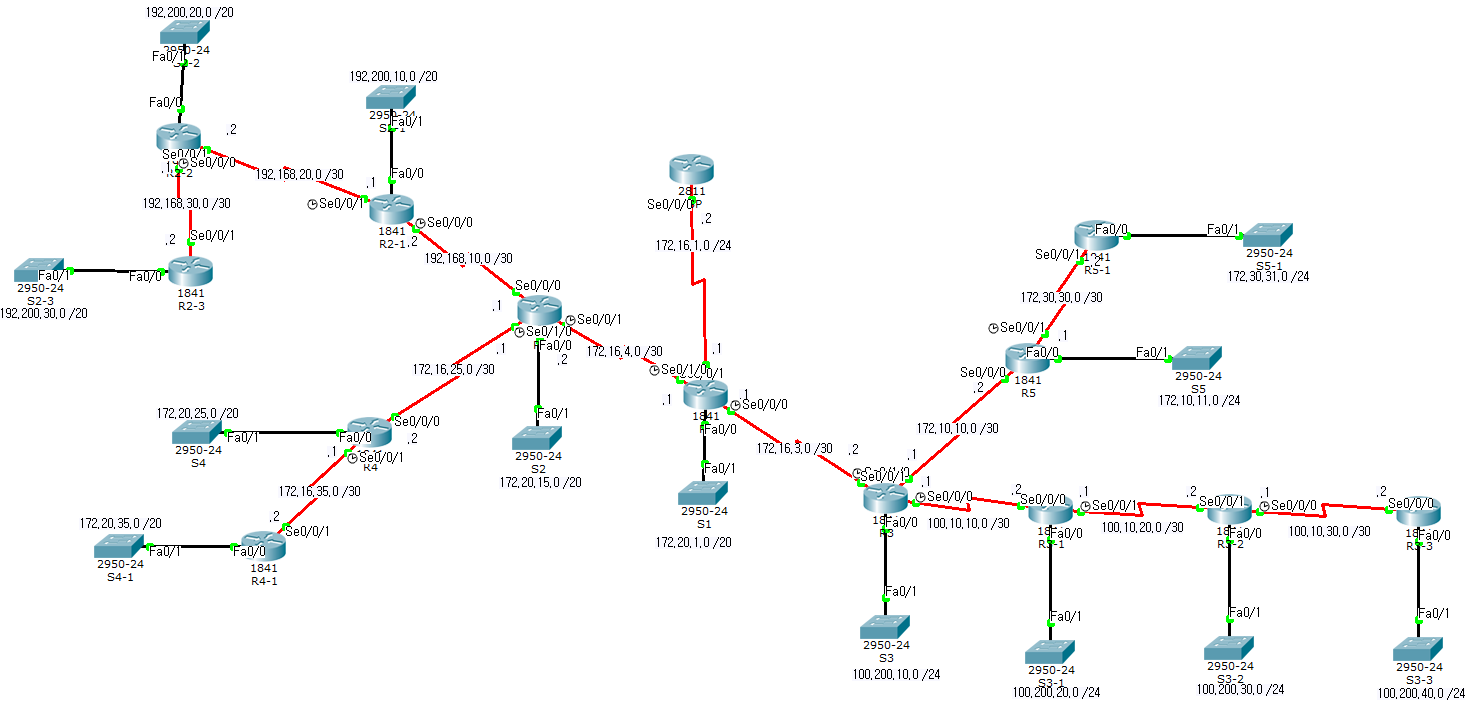 192,200,20,0 /20
2950-24
Fa0/1
Fa0/0
.2
Se0/0/1
Se0/0/0
.1
192,168,20,0 /30
192,168,30,0 /30
.2
Se0/0/1
Fa0/1
Fa0/0
2950-24
S2-3
192,200,30,0 /20
1841
R2-3
192,200,10,0 /20
2950-24
Fa0/1
Fa0/0
.1
Se0/0/1
Se0/0/0
1841
.2
R2-1
192,168,10,0 /30
Se0/0/0
.1
Se0/0/1
Se0/1/0
Fa0/0
.1
.2
172,16,4,0 /30
172,16,25,0 /30
172,20,25,0 /20
Fa0/1
Fa0/0
Se0/0/0
2950-24
S4
.2
.1
Se0/0/1
R4
172,16,35,0 /30
.2
Se0/0/1
172,20,35,0 /20
Fa0/1
Fa0/0
2950-24
S4-1
1841
R4-1
Fa0/1
2950-24
S2
172,20,15,0 /20
2811
Se0/0/0
.2
172,16,1,0 /24
.1
Se0/1/0
.1
.1
Se0/0/0
1841
Fa0/0
Fa0/1
2950-24
S1
172,20,1,0 /20
172,16,3,0 /30
.2
Se0/0/1
.1
.1
Se0/0/0
R3
Fa0/0
Fa0/1
2950-24
S3
100,200,10,0 /24
172,10,10,0 /30
.2
Se0/0/0
Fa0/0
1841
R5
Fa0/1
2950-24
S5
172,10,11,0 /24
Se0/0/1
.1
172,30,30,0 /30
Se0/0/1
.2
Fa0/0
R5-1
Fa0/1
2950-24
S5-1
172,30,31,0 /24
100,10,10,0 /30
.2
Se0/0/0
.1
Se0/0/1
Fa0/0
Fa0/1
2950-24
S3-1
100,200,20,0 /24
100,10,20,0 /30
.2
Se0/0/1
.1
Se0/0/0
Fa0/0
Fa0/1
2950-24
S3-2
100,200,30,0 /24
100,10,30,0 /30
.2
Se0/0/0
Fa0/0
Fa0/1
2950-24
S3-3
100,200,40,0 /24